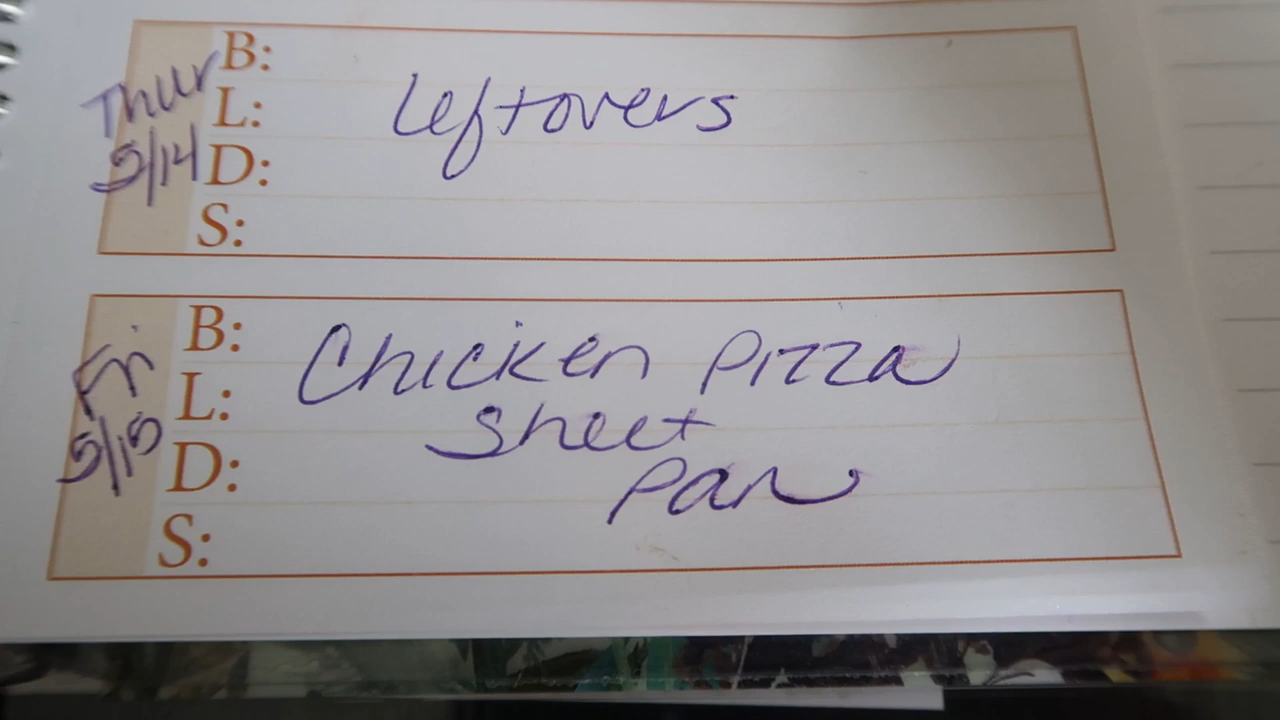 Thur
5/14
B:
L: Leftovers
D:
S:
Fri
5/15
B:
L: Chicken Pizza
Sheet
D: Pan
S: